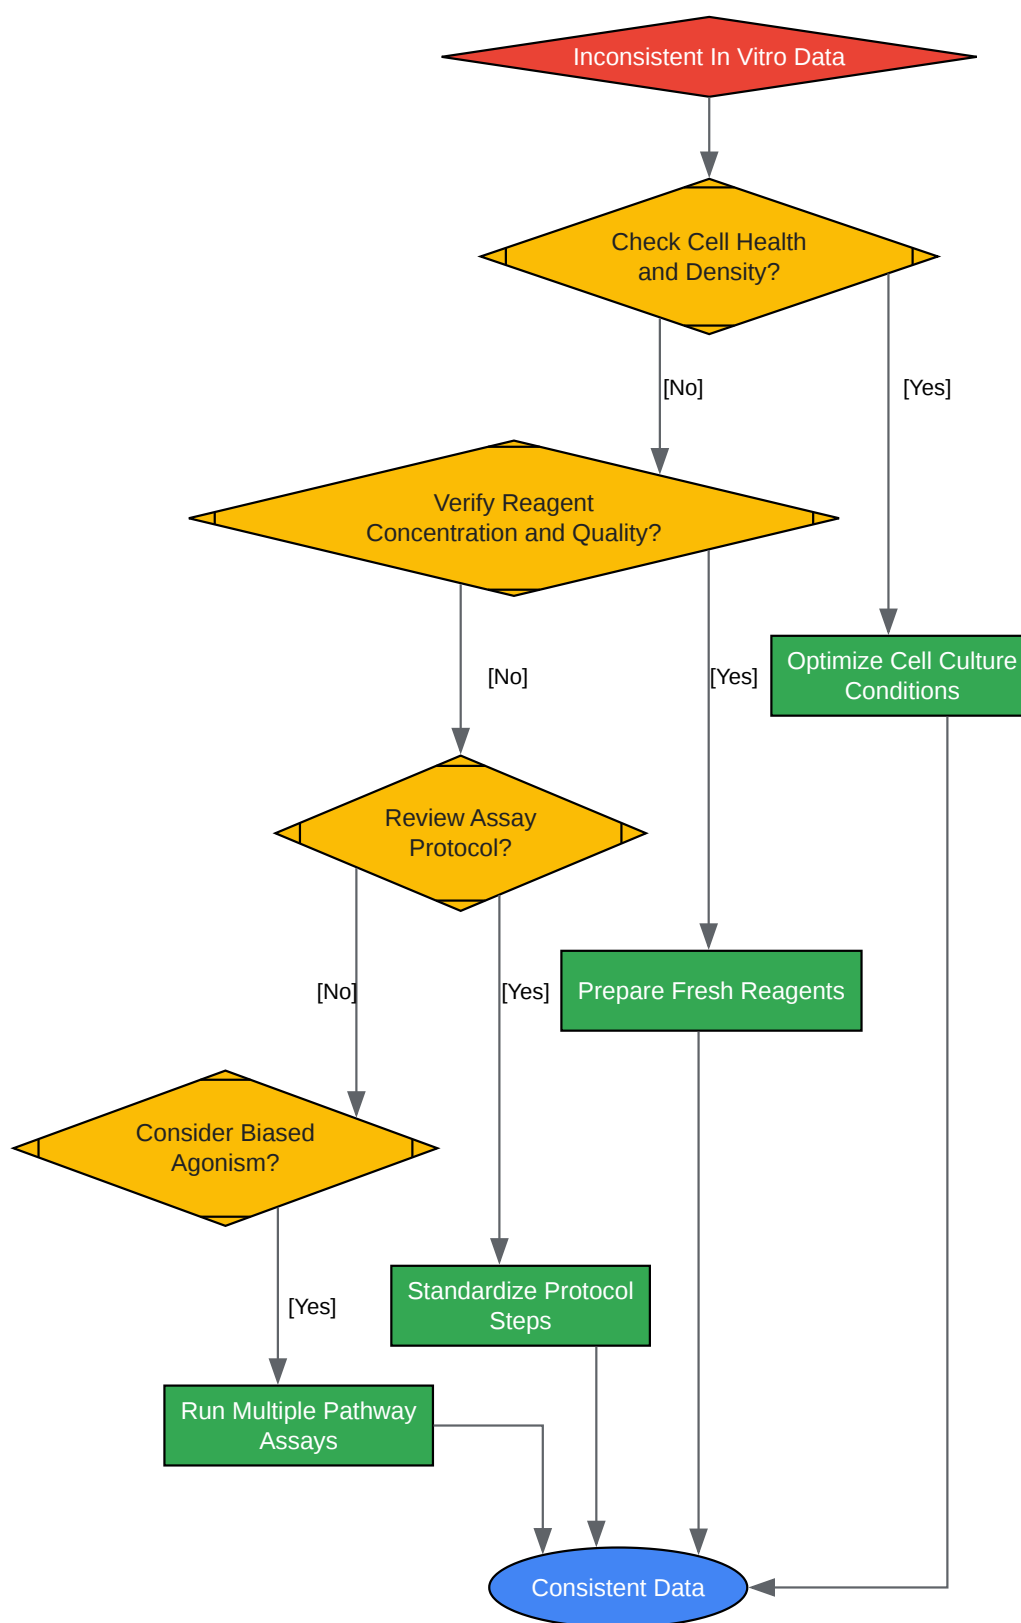 Inconsistent In Vitro Data
Check Cell Health
and Density?
[No]
[Yes]
Verify Reagent
Concentration and Quality?
Optimize Cell Culture
Conditions
[No]
[Yes]
Review Assay
Protocol?
[No]
[Yes]
Prepare Fresh Reagents
Consider Biased
Agonism?
Standardize Protocol
Steps
[Yes]
Run Multiple Pathway
Assays
Consistent Data